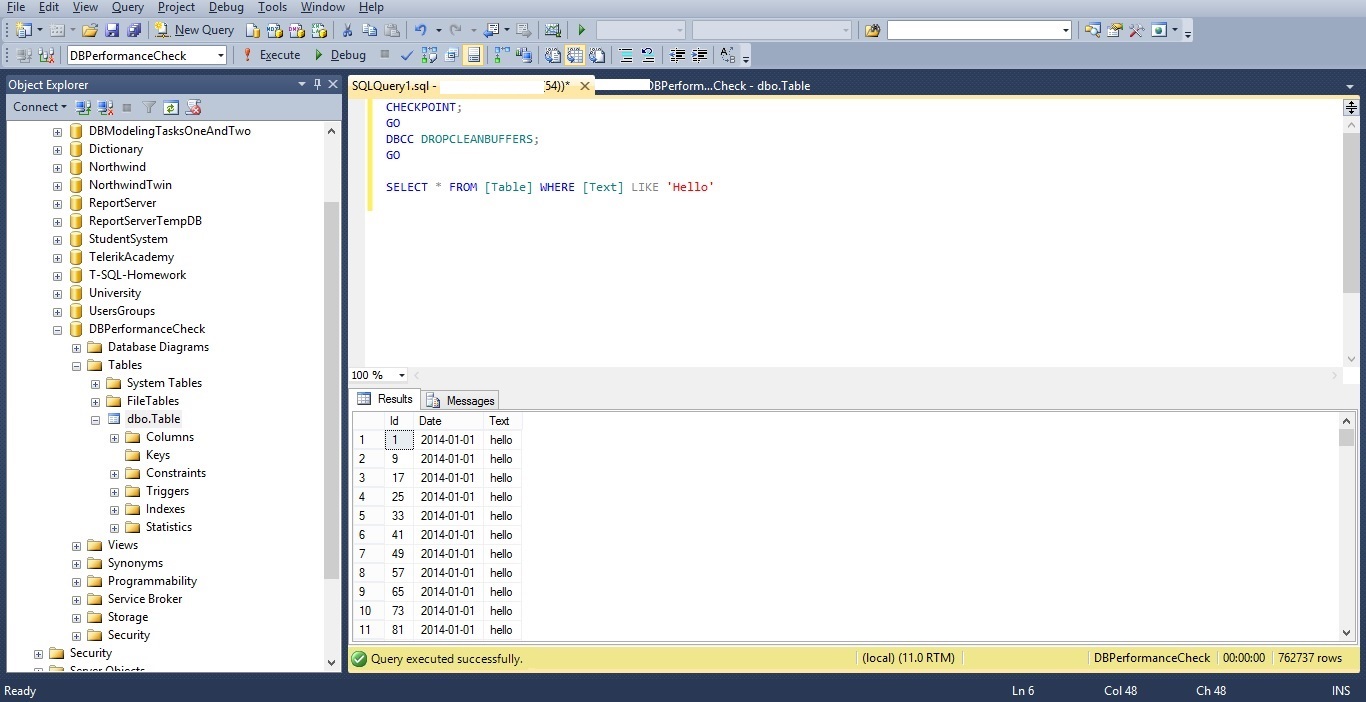 File Edit View Query Project Debug Tools Window Help
New Query
DBPerformanceCheck Execute Debug
Object Explorer
Connect
DBModelingTasksOneAndTwo
Dictionary
Northwind
NorthwindTwin
ReportServer
ReportServerTempDB
StudentSystem
TelerikAcademy
T-SQL-Homework
University
UsersGroups
DBPerformanceCheck
Database Diagrams
Tables
System Tables
FileTables
dbo.Table
Columns
Keys
Constraints
Triggers
Indexes
Statistics
Views
Synonyms
Programmability
Service Broker
Storage
Security
Security
Server Objects
SQLQuery1.sql - (54))* DBPerform...Check - dbo.Table
CHECKPOINT;
GO
DBCC DROPCLEANBUFFERS;
GO
SELECT * FROM [Table] WHERE [Text] LIKE 'Hello'
100 %
Results Messages
Id Date Text
1 1 2014-01-01 hello
2 9 2014-01-01 hello
3 17 2014-01-01 hello
4 25 2014-01-01 hello
5 33 2014-01-01 hello
6 41 2014-01-01 hello
7 49 2014-01-01 hello
8 57 2014-01-01 hello
9 65 2014-01-01 hello
10 73 2014-01-01 hello
11 81 2014-01-01 hello
Query executed successfully. (local) (11.0 RTM) DBPerformanceCheck 00:00:00 762737 rows
Ready Ln 6 Col 48 Ch 48 INS